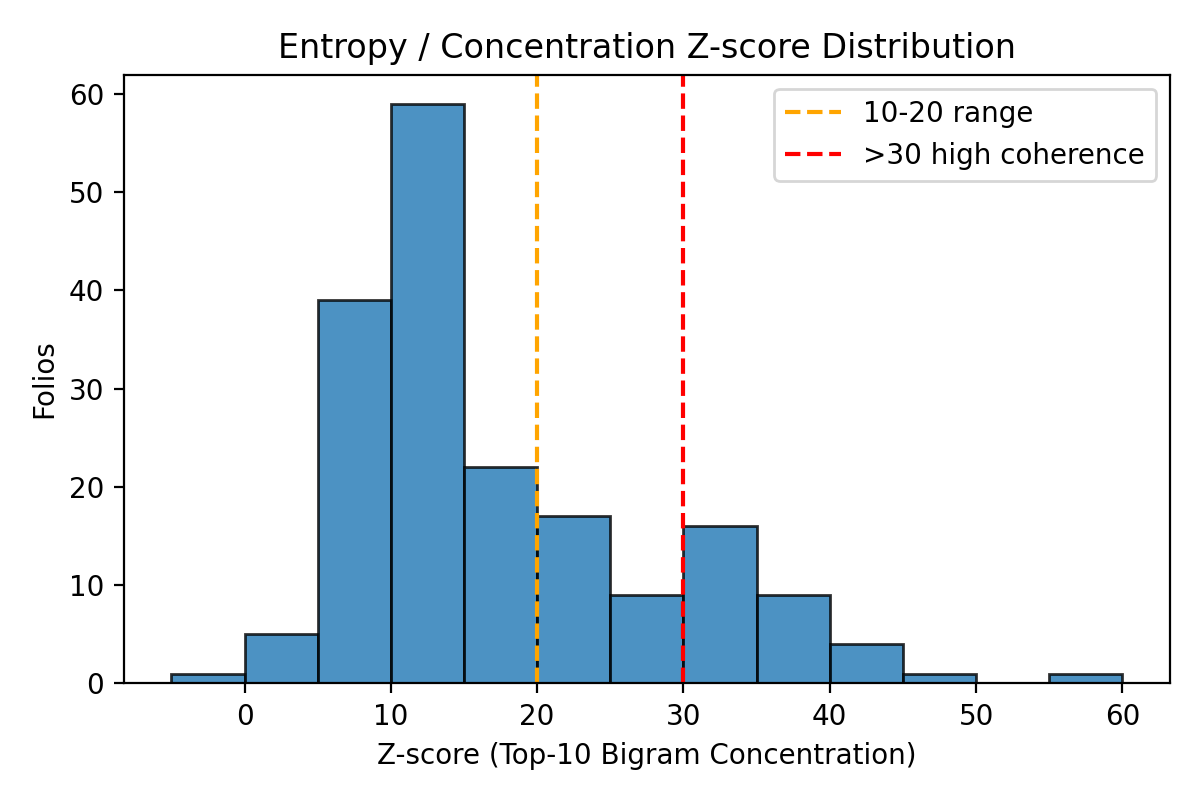 Entropy / Concentration Z-score Distribution
10-20 range
>30 high coherence
60
50
40
30
20
10
0
Folios
0 10 20 30 40 50 60
Z-score (Top-10 Bigram Concentration)